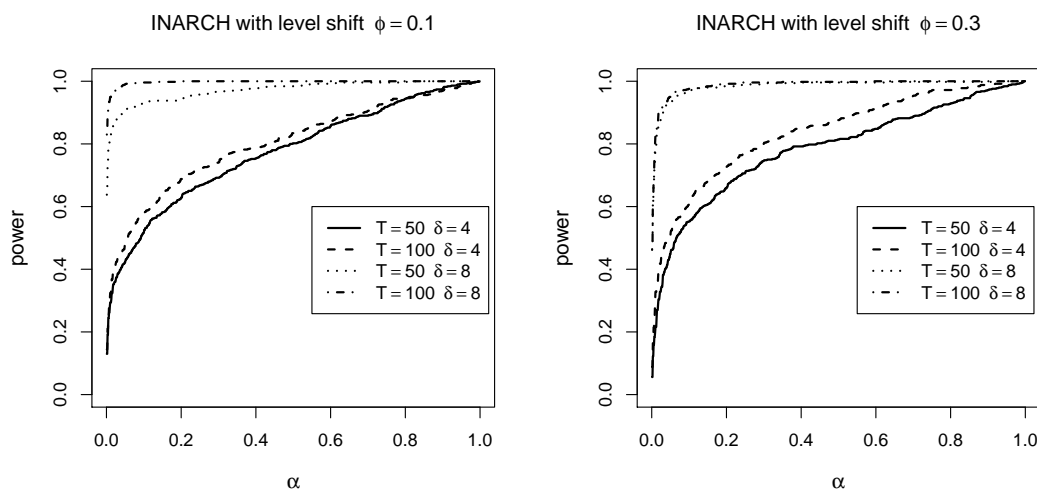 INARCH with level shift ϕ = 0.1
power
1.0
0.8
0.6
0.4
0.2
0.0
T = 50 δ = 4
T = 100 δ = 4
T = 50 δ = 8
T = 100 δ = 8
0.0 0.2 0.4 0.6 0.8 1.0
α
INARCH with level shift ϕ = 0.3
power
1.0
0.8
0.6
0.4
0.2
0.0
T = 50 δ = 4
T = 100 δ = 4
T = 50 δ = 8
T = 100 δ = 8
0.0 0.2 0.4 0.6 0.8 1.0
α